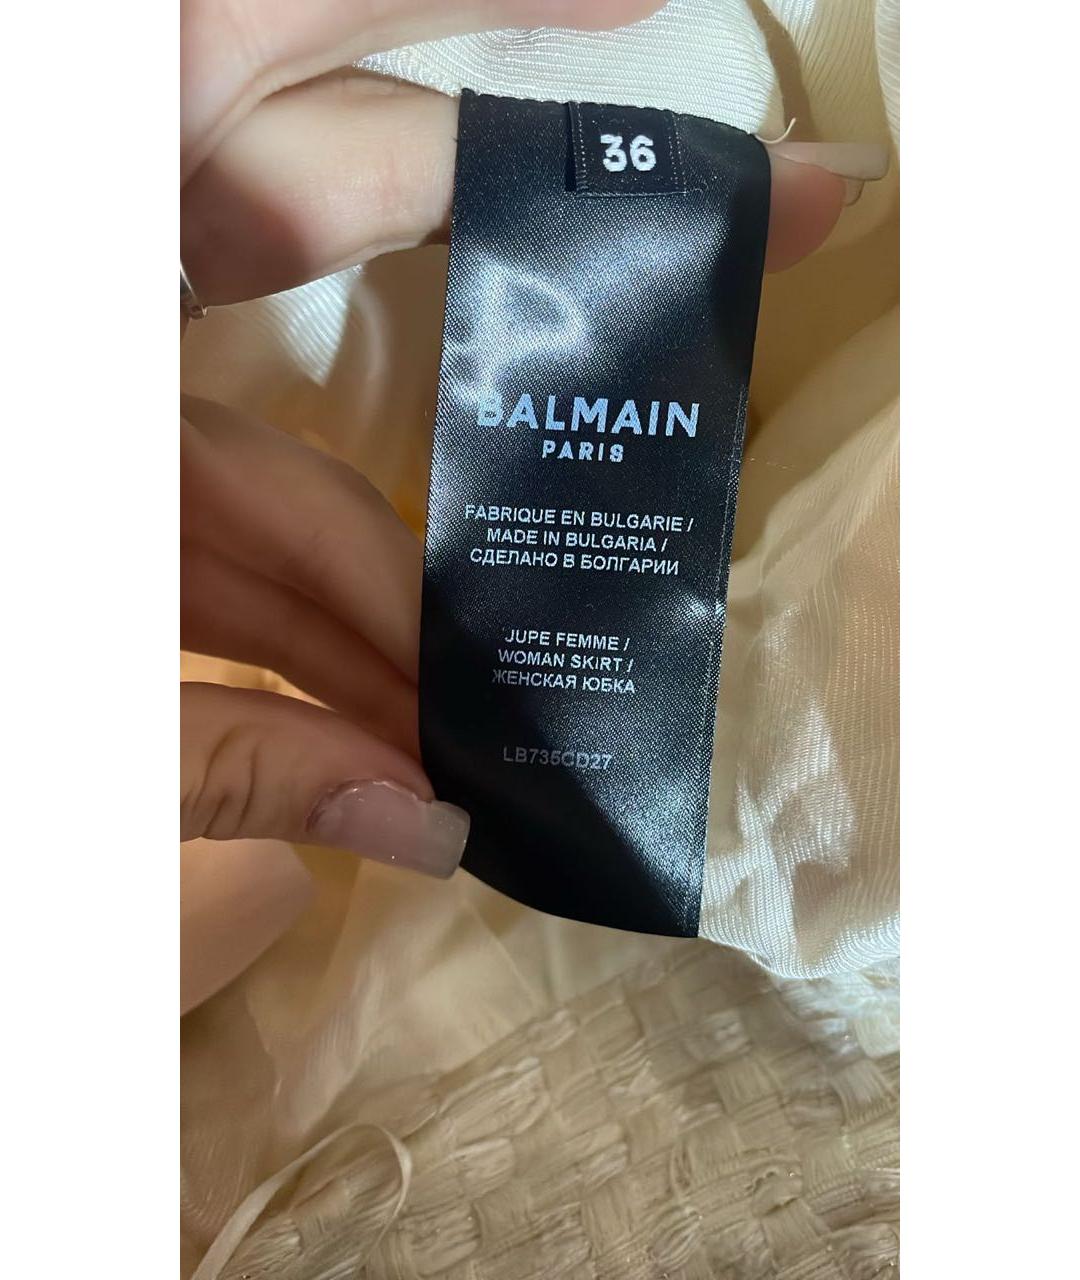 36
BALMAIN
PARIS
FABRIQUE EN BULGARIE /
MADE IN BULGARIA /
СДЕЛАНО В БОЛГАРИИ
JUPE FEMME /
WOMAN SKIRT /
ЖЕНСКАЯ ЮБКА
LB735CD27